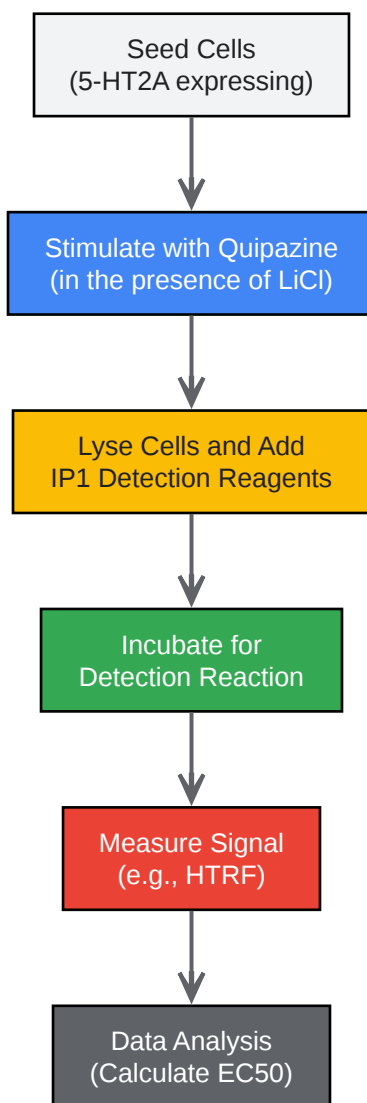 Seed Cells
(5-HT2A expressing)
Stimulate with Quipazine
(in the presence of LiCl)
Lyse Cells and Add
IP1 Detection Reagents
Incubate for
Detection Reaction
Measure Signal
(e.g., HTRF)
Data Analysis
(Calculate EC50)